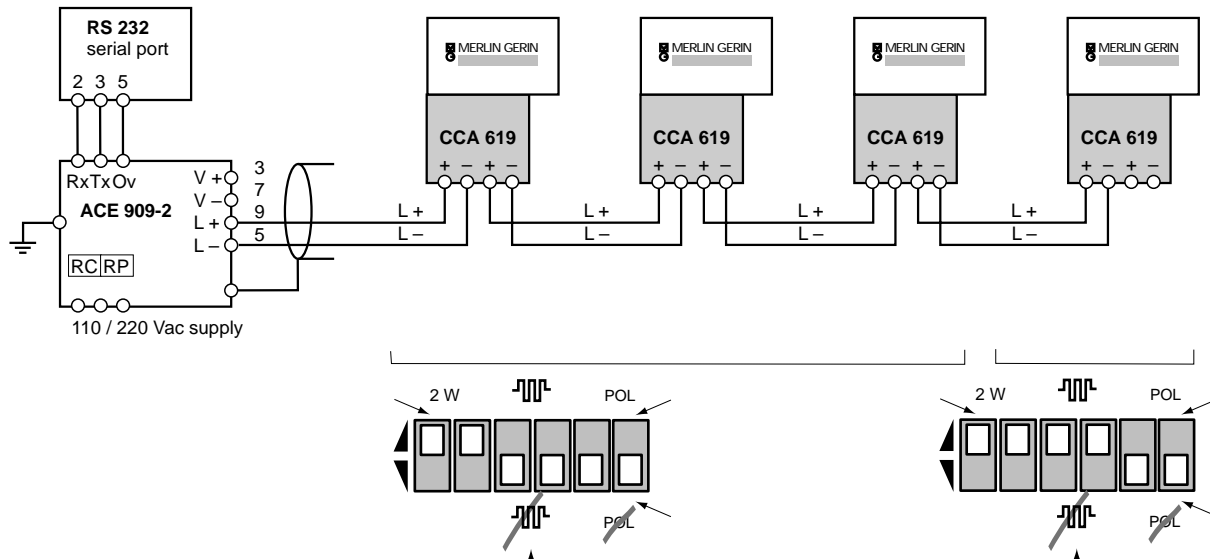 RS 232
serial port
2 3 5
Rx Tx Ov
ACE 909-2
RC RP
110 / 220 Vac supply
V + 3
V – 7
L + 9
L – 5
MERLIN GERIN
CCA 619
+ – + –
L +
L –
MERLIN GERIN
CCA 619
+ – + –
L +
L –
MERLIN GERIN
CCA 619
+ – + –
L +
L –
MERLIN GERIN
CCA 619
+ – + –
L +
L –
2 W POL
POL
2 W POL
POL